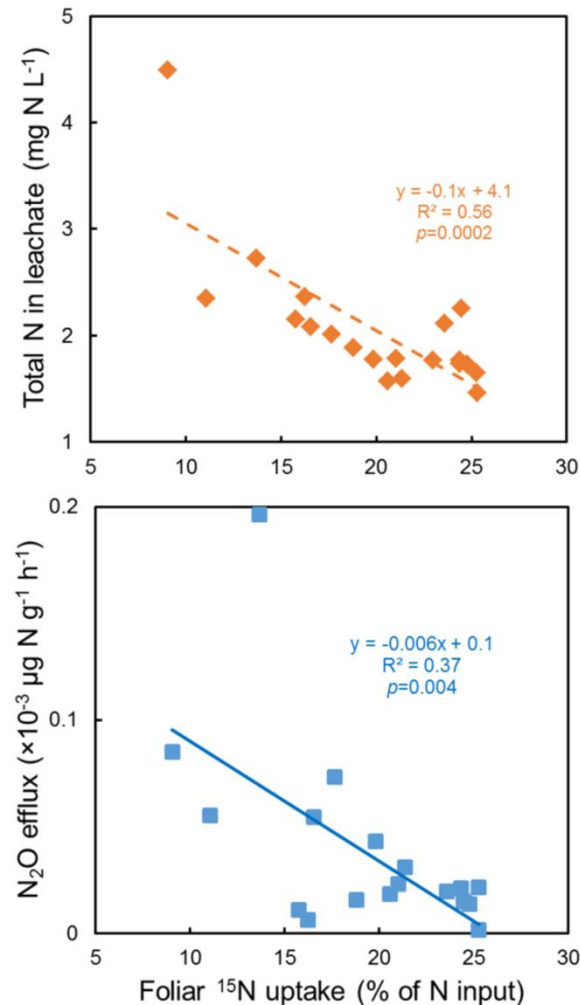 5
4
3
2
1
Total N in leachate (mg N L⁻¹)
y = -0.1x + 4.1
R² = 0.56
p=0.0002
5 10 15 20 25 30
0.2
0.1
0
N₂O efflux (×10⁻³ µg N g⁻¹ h⁻¹)
y = -0.006x + 0.1
R² = 0.37
p=0.004
5 10 15 20 25 30
Foliar ¹⁵N uptake (% of N input)